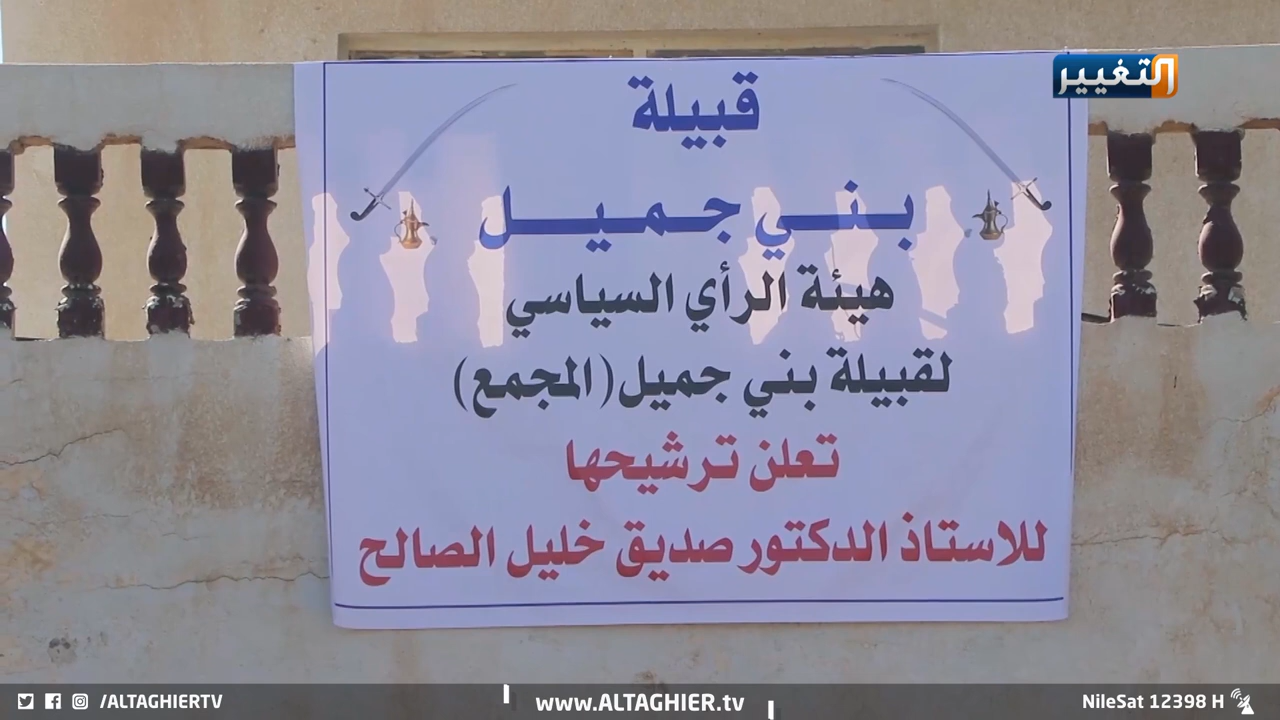 التغيير
قبيلة
بني جميل
هيئة الرأي السياسي
لقبيلة بني جميل (المجمع)
تعلن ترشيحها
للاستاذ الدكتور صديق خليل الصالح
/ALTAGHIERTV
www.ALTAGHIER.tv
NileSat 12398 H